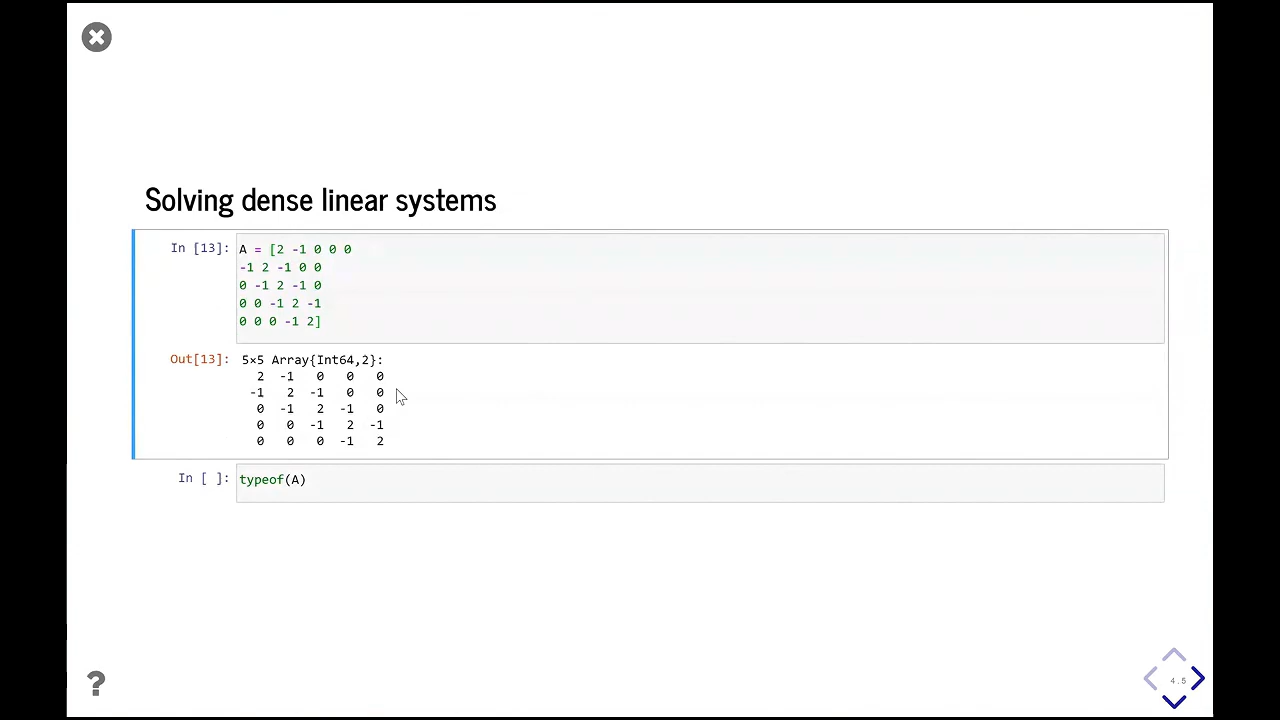 Solving dense linear systems
In [13]: A = [2 -1 0 0 0
-1 2 -1 0 0
0 -1 2 -1 0
0 0 -1 2 -1
0 0 0 -1 2]
Out[13]: 5×5 Array{Int64,2}:
2 -1 0 0 0
-1 2 -1 0 0
0 -1 2 -1 0
0 0 -1 2 -1
0 0 0 -1 2
In [ ]: typeof(A)
?
4.5